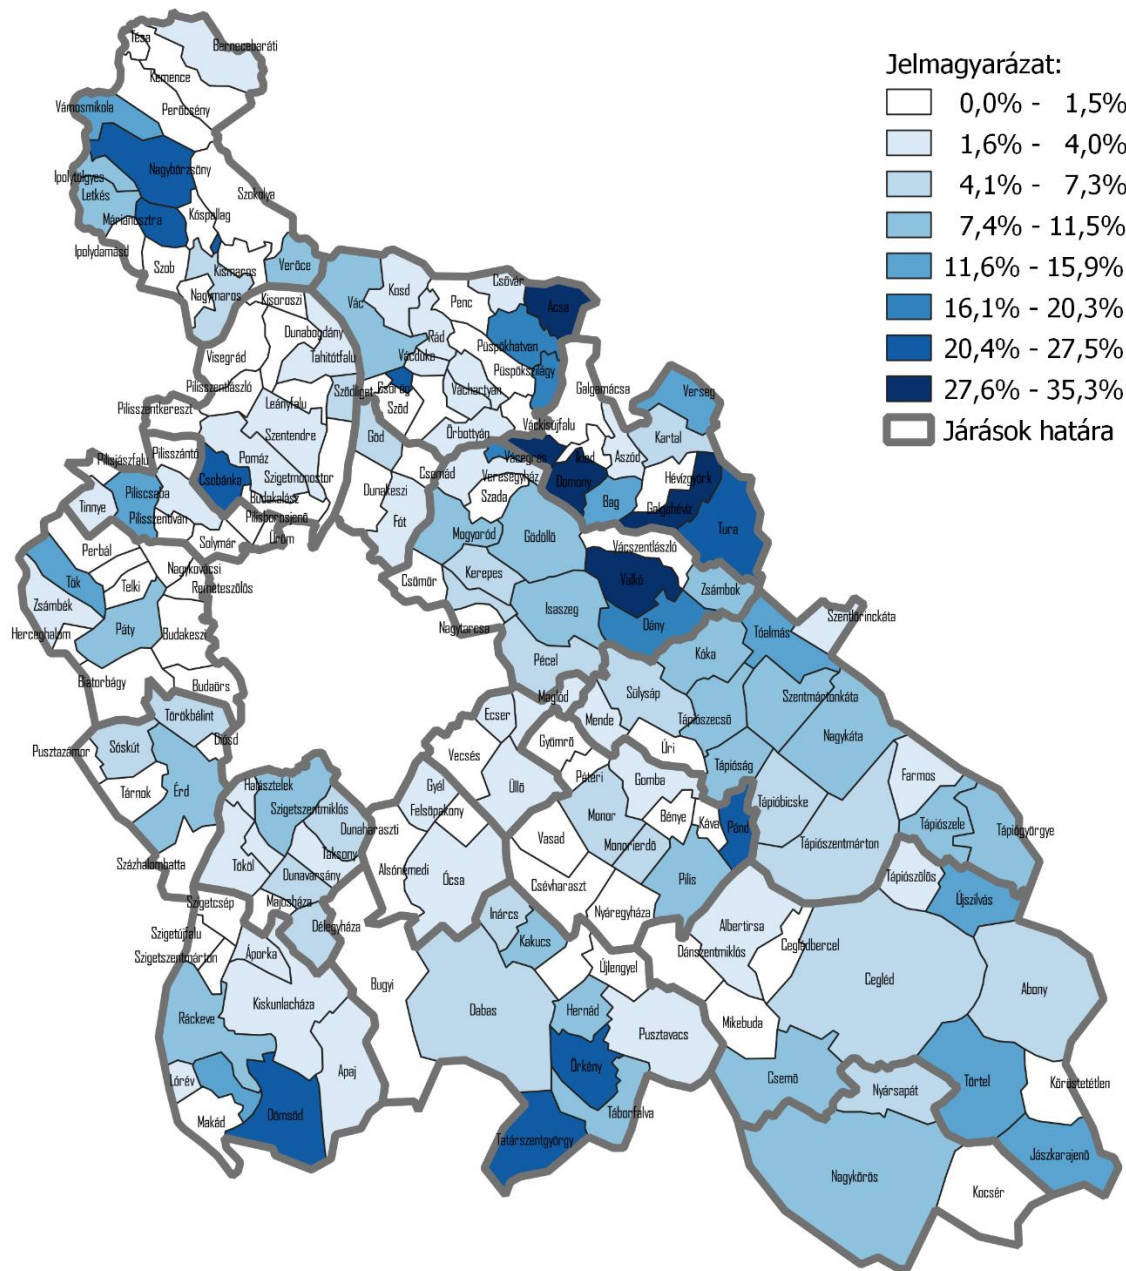 Jelmagyarázat:
0,0% - 1,5%
1,6% - 4,0%
4,1% - 7,3%
7,4% - 11,5%
11,6% - 15,9%
16,1% - 20,3%
20,4% - 27,5%
27,6% - 35,3%
Járások határa
Tésa
Bernecebaráti
Kemence
Perőcsény
Vámosmikola
Nagybörzsöny
Ipolytölgyes
Letkés
Szokolya
Márianosztra
Kóspallag
Ipolydamásd
Szob
Kismaros
Verőce
Nagymaros
Kisoroszi
Vác
Kosd
Penc
Csővár
Acsa
Dunabogdány
Rád
Püspökhatvan
Visegrád
Tahitótfalu
Vácduka
Püspökszilágy
Pilisszentlászló
Sződliget
Csörög
Sződ
Váchartyán
Galgamácsa
Verseg
Pilisszentkereszt
Leányfalu
Szentendre
Göd
Őrbottyán
Váckisújfalu
Kartal
Pilisjászfalu
Pilisszántó
Pomáz
Csomád
Vácegres
Iklad
Aszód
Csobánka
Szigetmonostor
Veresegyház
Domony
Hévízgyörk
Tinnye
Piliscsaba
Budakalász
Dunakeszi
Szada
Bag
Galgahévíz
Pilisszentiván
Pilisborosjenő
Fót
Mogyoród
Gödöllő
Tura
Solymár
Üröm
Perbál
Nagykovácsi
Vácszentlászló
Tök
Telki
Remeteszőlős
Csömör
Kerepes
Valkó
Zsámbok
Zsámbék
Isaszeg
Herceghalom
Páty
Budakeszi
Nagytarcsa
Dány
Szentlőrinckáta
Tóalmás
Biatorbágy
Budaörs
Pécel
Kóka
Törökbálint
Maglód
Sülysáp
Szentmártonkáta
Pusztazámor
Sóskút
Diósd
Ecser
Mende
Tápiószecső
Nagykáta
Vecsés
Gyömrő
Úri
Tárnok
Érd
Halásztelek
Gyál
Üllő
Péteri
Gomba
Tápióság
Farmos
Szigetszentmiklós
Felsőpakony
Monor
Bénye
Káva
Pánd
Tápióbicske
Tápiószele
Tápiógyörgye
Százhalombatta
Tököl
Dunaharaszti
Taksony
Vasad
Monorierdő
Tápiószentmárton
Dunavarsány
Alsónémedi
Ócsa
Csévharaszt
Pilis
Tápiószőlős
Újszilvás
Szigetcsép
Majosháza
Nyáregyháza
Szigetújfalu
Délegyháza
Inárcs
Albertirsa
Szigetszentmárton
Áporka
Kakucs
Dánszentmiklós
Ceglédbercel
Bugyi
Újlengyel
Cegléd
Abony
Kiskunlacháza
Ráckeve
Dabas
Hernád
Pusztavacs
Mikebuda
Lórév
Apaj
Örkény
Csemő
Nyársapát
Törtel
Kőröstetétlen
Makád
Dömsöd
Táborfalva
Tatárszentgyörgy
Jászkarajenő
Nagykőrös
Kocsér